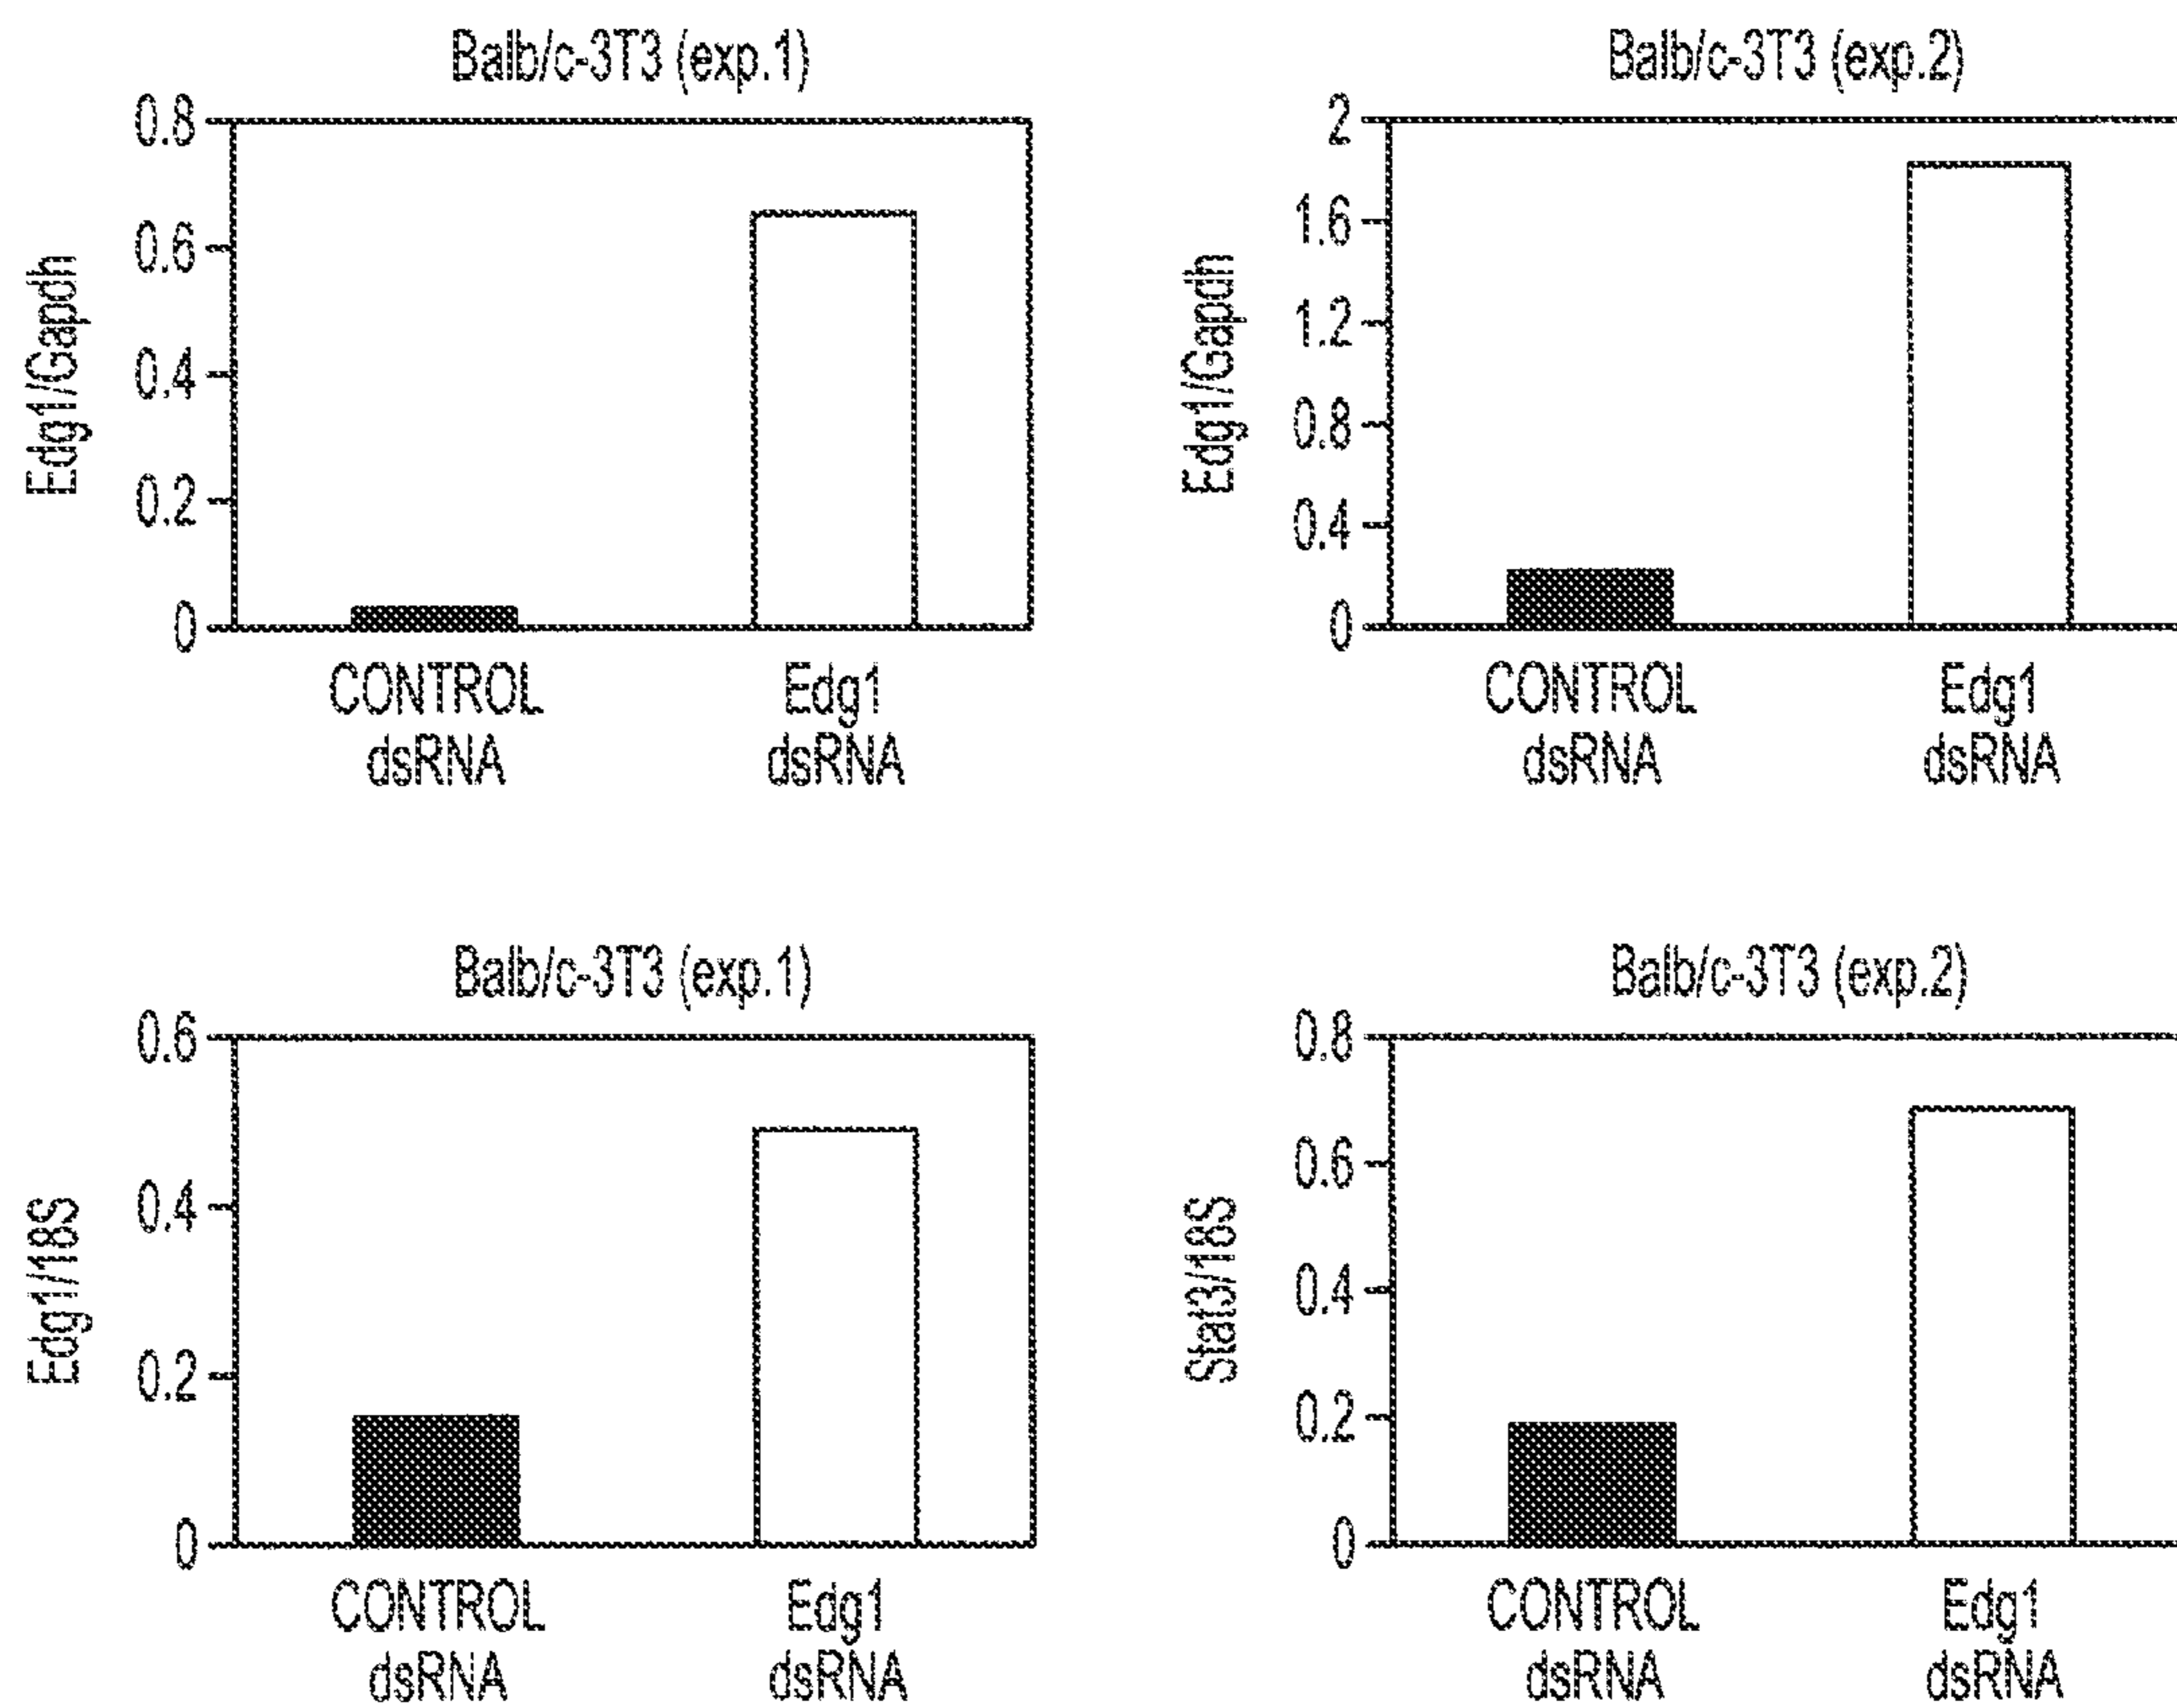 Balb/c-3T3 (exp.1)
0.8
0.6
0.4
0.2
0
Edg1/Gapdh
CONTROL
dsRNA
Edg1
dsRNA
Balb/c-3T3 (exp.2)
2
1.6
1.2
0.8
0.4
0
Edg1/Gapdh
CONTROL
dsRNA
Edg1
dsRNA
Balb/c-3T3 (exp.1)
0.6
0.4
0.2
0
Edg1/18S
CONTROL
dsRNA
Edg1
dsRNA
Balb/c-3T3 (exp.2)
0.8
0.6
0.4
0.2
0
Stat3/18S
CONTROL
dsRNA
Edg1
dsRNA